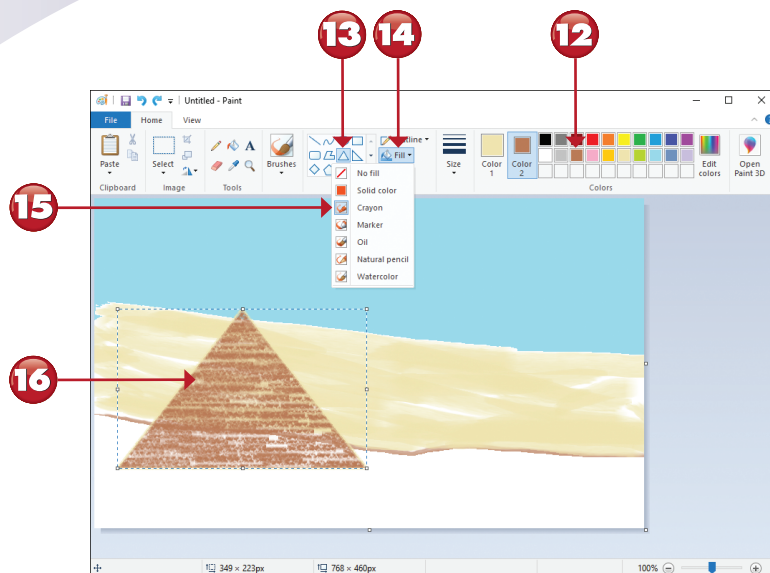 13 14 12
Untitled - Paint
File Home View
Outline
Fill
Paste
Select
Brushes
Size
Color 1
Color 2
Edit colors
Open Paint 3D
Clipboard
Image
Tools
Colors
A
No fill
Solid color
15
Crayon
Marker
Oil
Natural pencil
Watercolor
16
349 × 223px
768 × 460px
100%